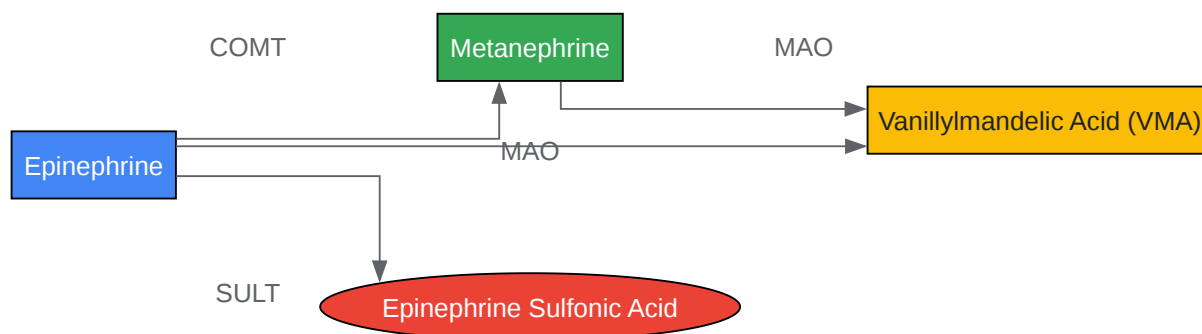 COMT
Metanephrine
MAO
Vanillylmandelic Acid (VMA)
MAO
Epinephrine
SULT
Epinephrine Sulfonic Acid